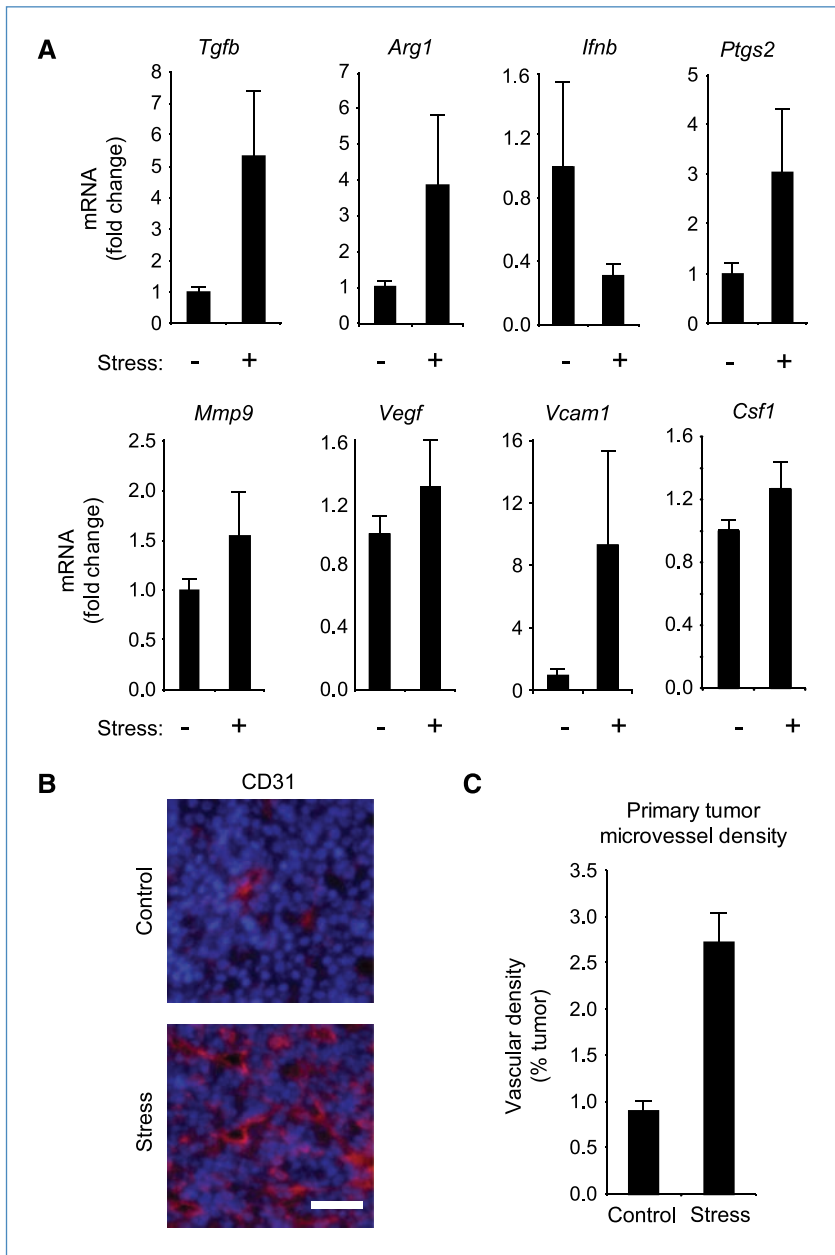 A
Tgfb
Arg1
Ifnb
Ptgs2
mRNA
(fold change)
8
7
6
5
4
3
2
1
0
7
6
5
4
3
2
1
0
1.6
1.2
0.8
0.4
0.0
5
4
3
2
1
0
Stress: - + - + - + - +
Mmp9
Vegf
Vcam1
Csf1
mRNA
(fold change)
2.5
2.0
1.5
1.0
0.5
0.0
1.6
1.2
0.8
0.4
0.0
16
12
8
4
0
1.6
1.2
0.8
0.4
0.0
Stress: - + - + - + - +
B
CD31
Control
Stress
C
Primary tumor
microvessel density
Vascular density
(% tumor)
3.5
3.0
2.5
2.0
1.5
1.0
0.5
0.0
Control Stress